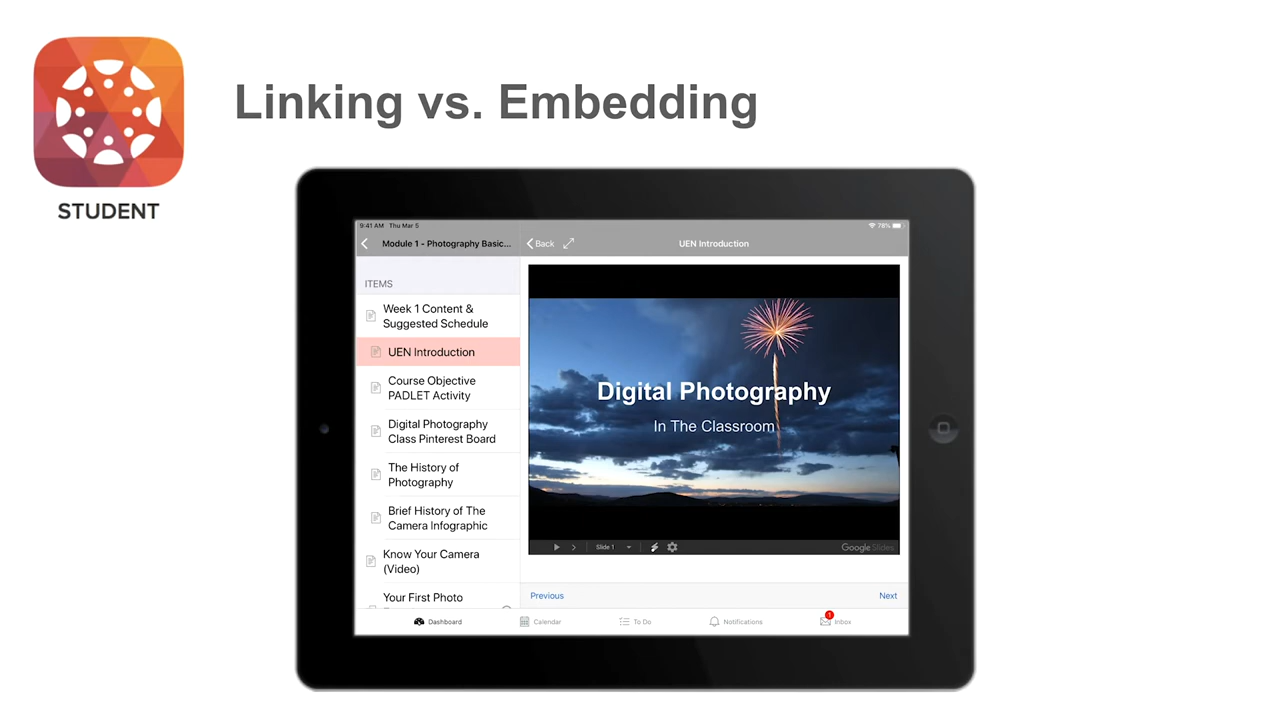 Linking vs. Embedding
STUDENT
9:41 AM Thu Mar 5
78%
Module 1 - Photography Basic...
Back
UEN Introduction
ITEMS
Week 1 Content &
Suggested Schedule
UEN Introduction
Course Objective
PADLET Activity
Digital Photography
Class Pinterest Board
The History of
Photography
Brief History of The
Camera Infographic
Know Your Camera
(Video)
Your First Photo
Digital Photography
In The Classroom
Slide 1
Google Slides
Previous
Next
Dashboard
Calendar
To Do
Notifications
1
Inbox